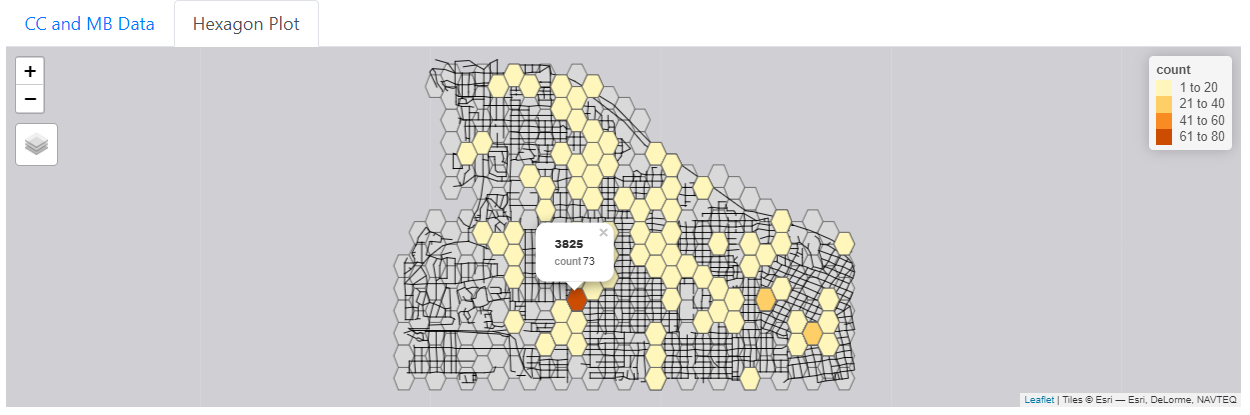 CC and MB Data
Hexagon Plot
+
−
count
1 to 20
21 to 40
41 to 60
61 to 80
×
3825
count 73
Leaflet | Tiles © Esri — Esri, DeLorme, NAVTEQ